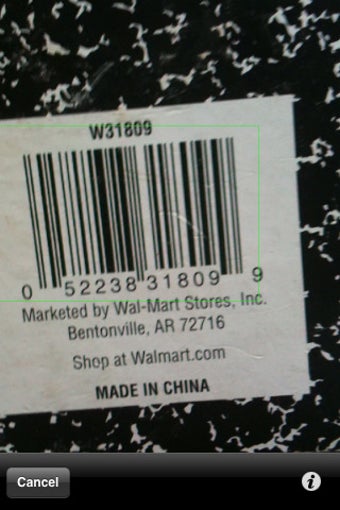 W31809
0 52238 31809 9
Marketed by Wal-Mart Stores, Inc.
Bentonville, AR 72716
Shop at Walmart.com
MADE IN CHINA
Cancel
i